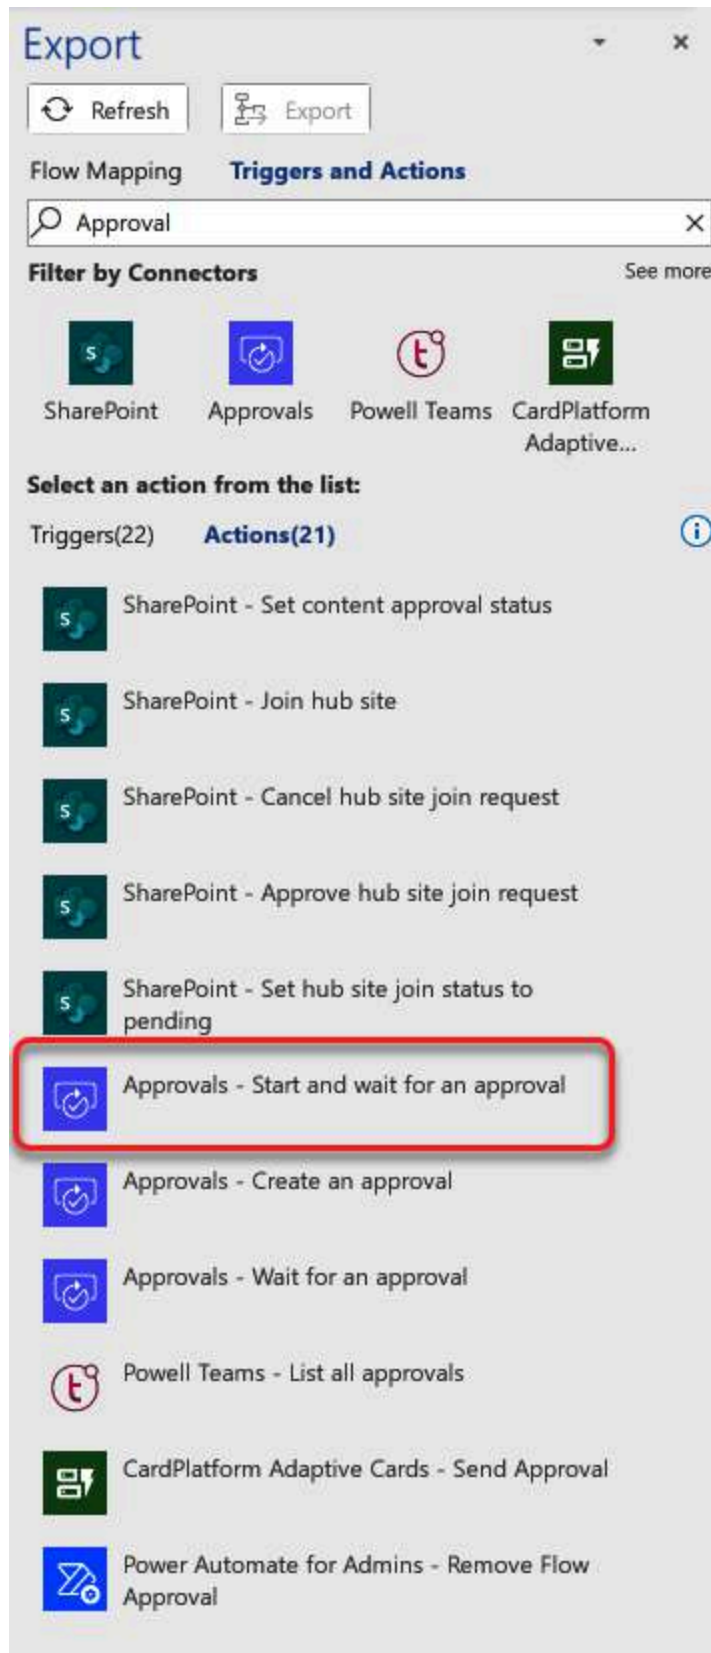 Export
Refresh Export
Flow Mapping Triggers and Actions
Approval
Filter by Connectors See more
SharePoint Approvals Powell Teams CardPlatform
Adaptive...
Select an action from the list:
Triggers(22) Actions(21)
SharePoint - Set content approval status
SharePoint - Join hub site
SharePoint - Cancel hub site join request
SharePoint - Approve hub site join request
SharePoint - Set hub site join status to
pending
Approvals - Start and wait for an approval
Approvals - Create an approval
Approvals - Wait for an approval
Powell Teams - List all approvals
CardPlatform Adaptive Cards - Send Approval
Power Automate for Admins - Remove Flow
Approval